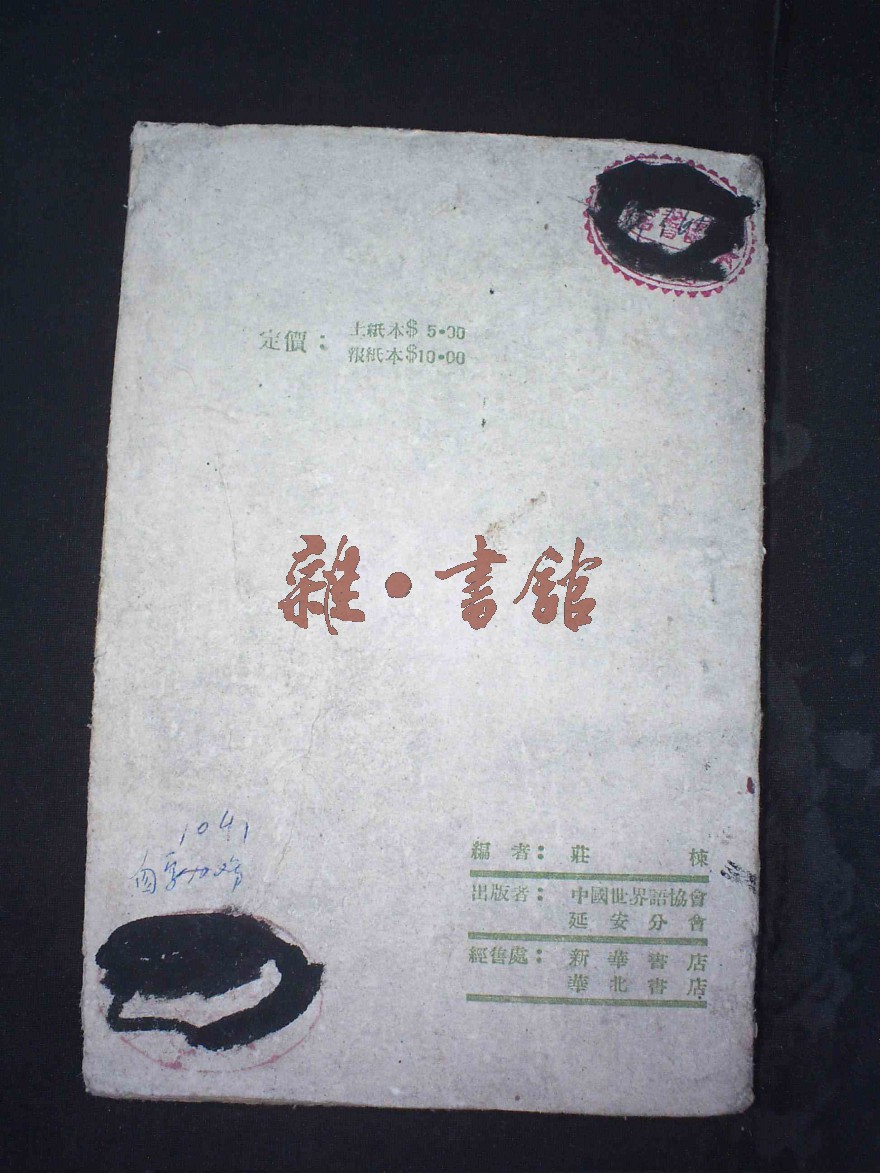 定價：
土紙本$ 5•00
報紙本$10•00
雜•書館
1041
編 者： 莊 棟
出版者： 中國世界語協會
延安分會
經售處： 新華書店
華北書店